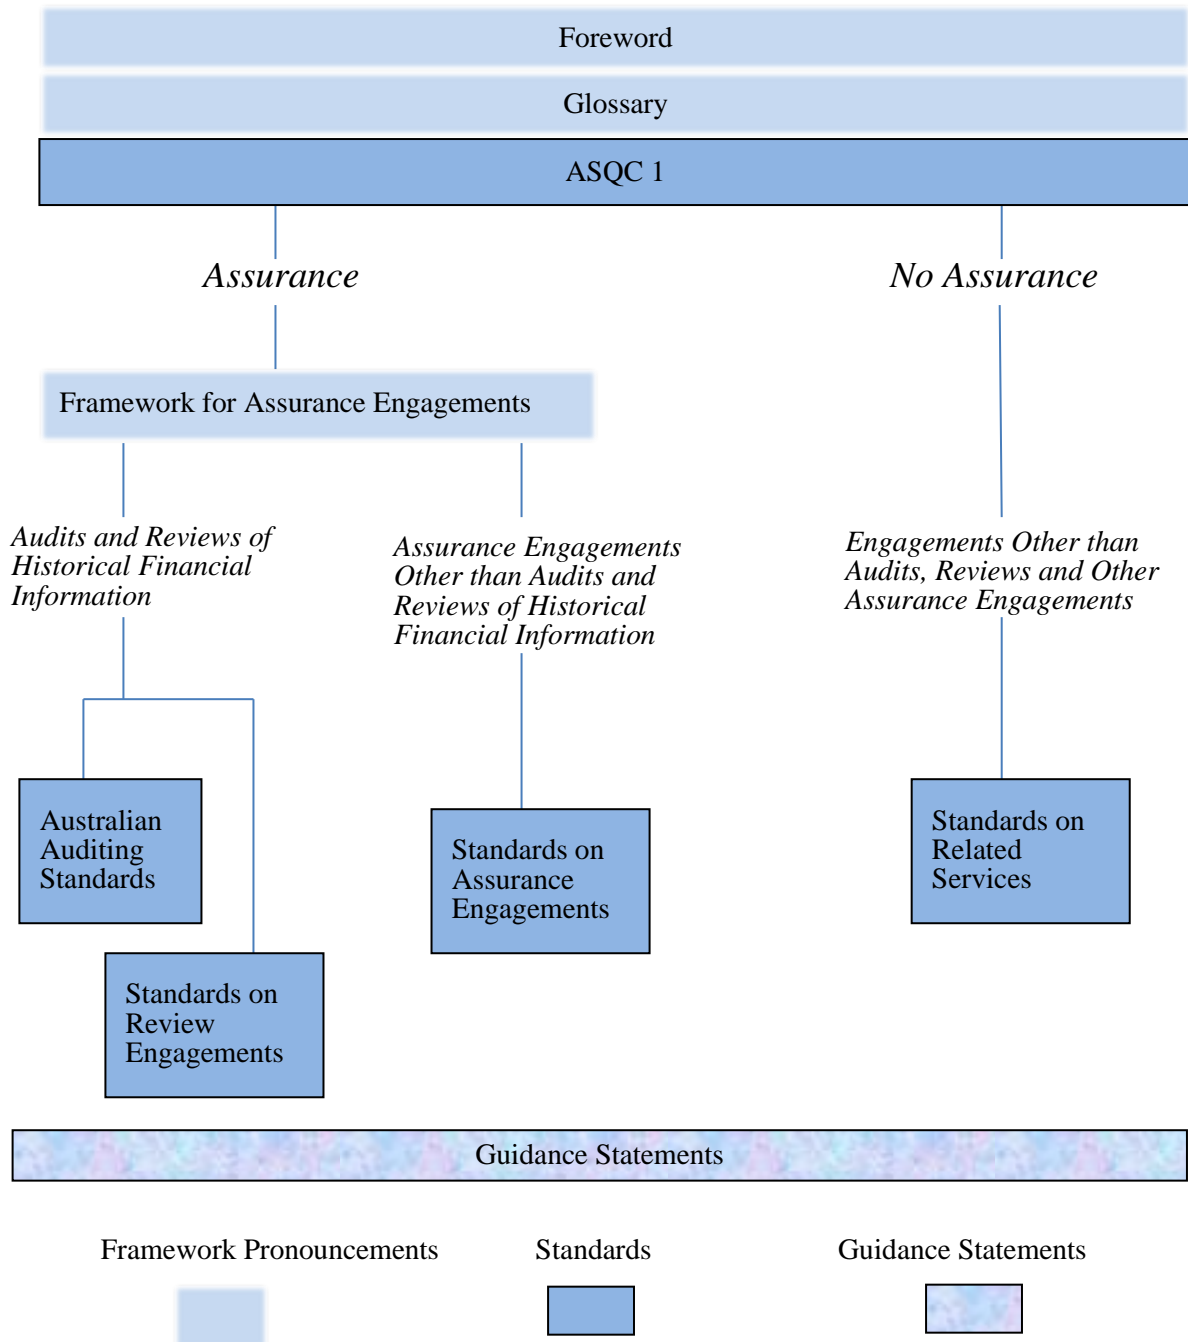 Foreword
Glossary
ASQC 1
Assurance
No Assurance
Framework for Assurance Engagements
Audits and Reviews of
Historical Financial
Information
Assurance Engagements
Other than Audits and
Reviews of Historical
Financial Information
Engagements Other than
Audits, Reviews and Other
Assurance Engagements
Australian
Auditing
Standards
Standards on
Review
Engagements
Standards on
Assurance
Engagements
Standards on
Related
Services
Guidance Statements
Framework Pronouncements
Standards
Guidance Statements